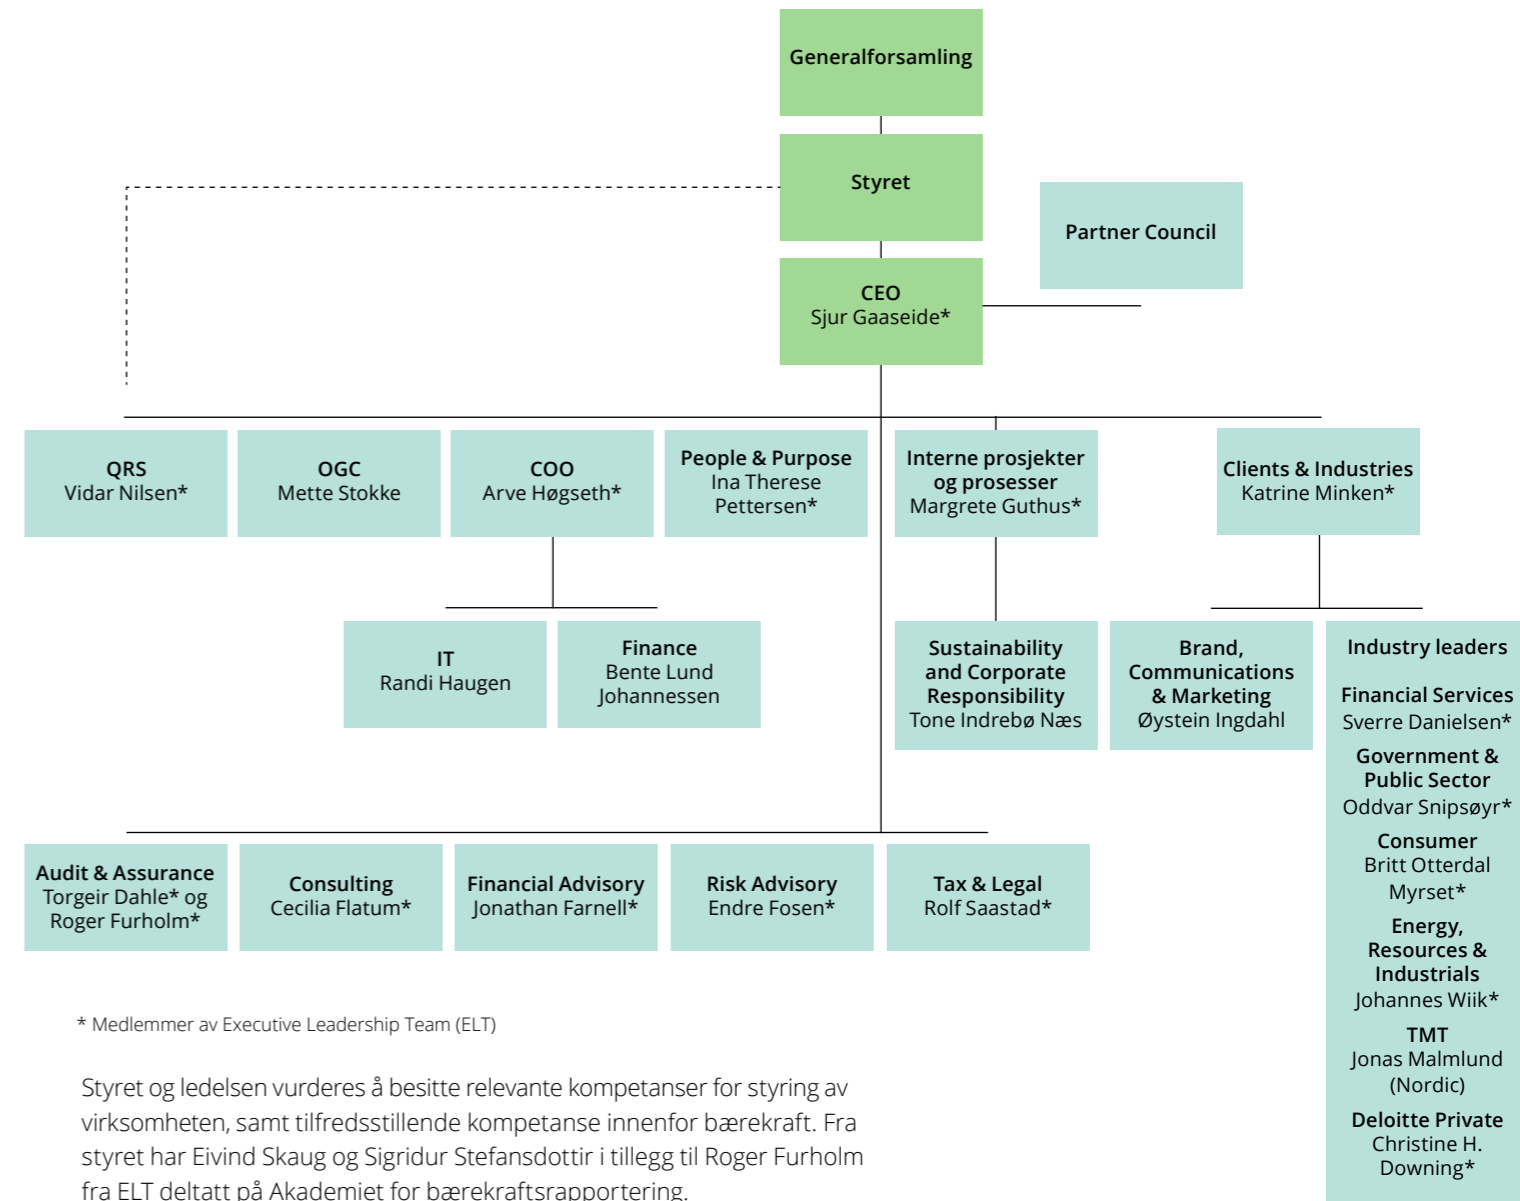 Generalforsamling
Styret
Partner Council
CEO
Sjur Gaaseide*
QRS
Vidar Nilsen*
OGC
Mette Stokke
COO
Arve Høgseth*
People & Purpose
Ina Therese
Pettersen*
Interne prosjekter
og prosesser
Margrete Guthus*
Clients & Industries
Katrine Minken*
IT
Randi Haugen
Finance
Bente Lund
Johannessen
Sustainability
and Corporate
Responsibility
Tone Indrebø Næs
Brand,
Communications
& Marketing
Øystein Ingdahl
Industry leaders
Financial Services
Sverre Danielsen*
Government &
Public Sector
Oddvar Snipsøyr*
Consumer
Britt Otterdal
Myrset*
Energy,
Resources &
Industrials
Johannes Wiik*
TMT
Jonas Malmlund
(Nordic)
Deloitte Private
Christine H.
Downing*
Audit & Assurance
Torgeir Dahle* og
Roger Furholm*
Consulting
Cecilia Flatum*
Financial Advisory
Jonathan Farnell*
Risk Advisory
Endre Fosen*
Tax & Legal
Rolf Saastad*
* Medlemmer av Executive Leadership Team (ELT)
Styret og ledelsen vurderes å besitte relevante kompetanser for styring av
virksomheten, samt tilfredsstillende kompetanse innenfor bærekraft. Fra
styret har Eivind Skaug og Sigridur Stefansdottir i tillegg til Roger Furholm
fra ELT deltatt på Akademiet for bærekraftsrapportering.